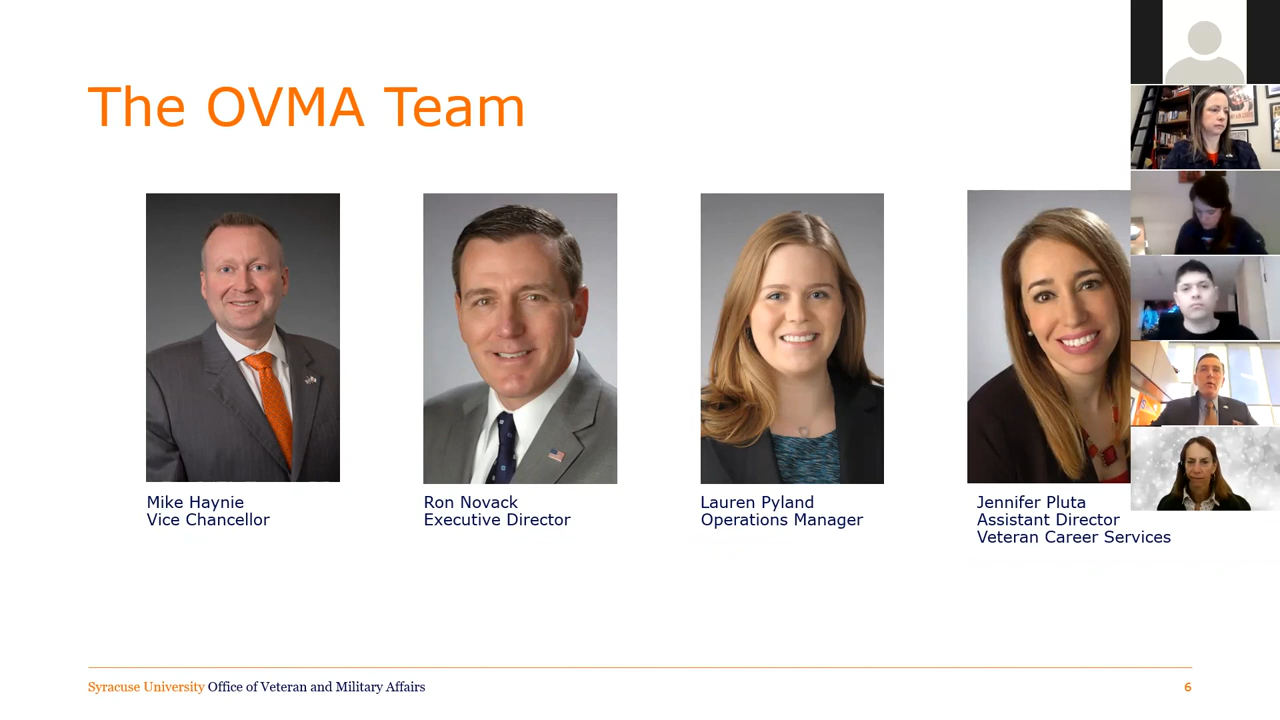 The OVMA Team
Mike Haynie
Vice Chancellor
Ron Novack
Executive Director
Lauren Pyland
Operations Manager
Jennifer Pluta
Assistant Director
Veteran Career Services
Syracuse University Office of Veteran and Military Affairs
6